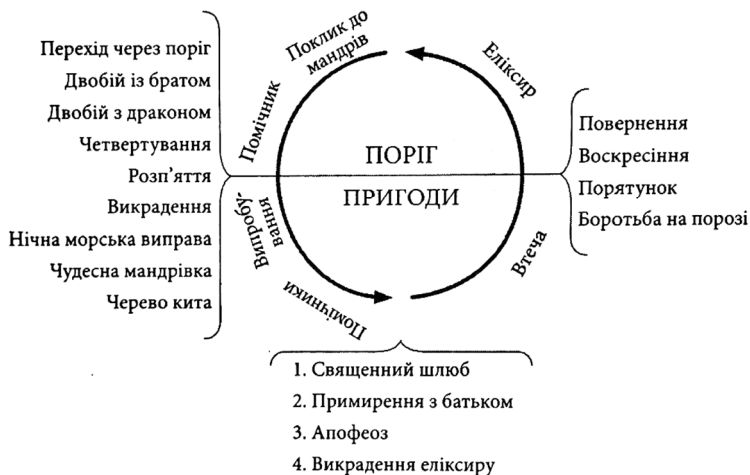 Перехід через поріг
Двобій із братом
Двобій з драконом
Четвертування
Розп'яття
Викрадення
Нічна морська виправа
Чудесна мандрівка
Черево кита
Поклик до
мандрів
Помічник
Випробу-
вання
Помічники
ПОРІГ
ПРИГОДИ
Еліксир
Втеча
Повернення
Воскресіння
Порятунок
Боротьба на порозі
1. Священний шлюб
2. Примирення з батьком
3. Апофеоз
4. Викрадення еліксиру